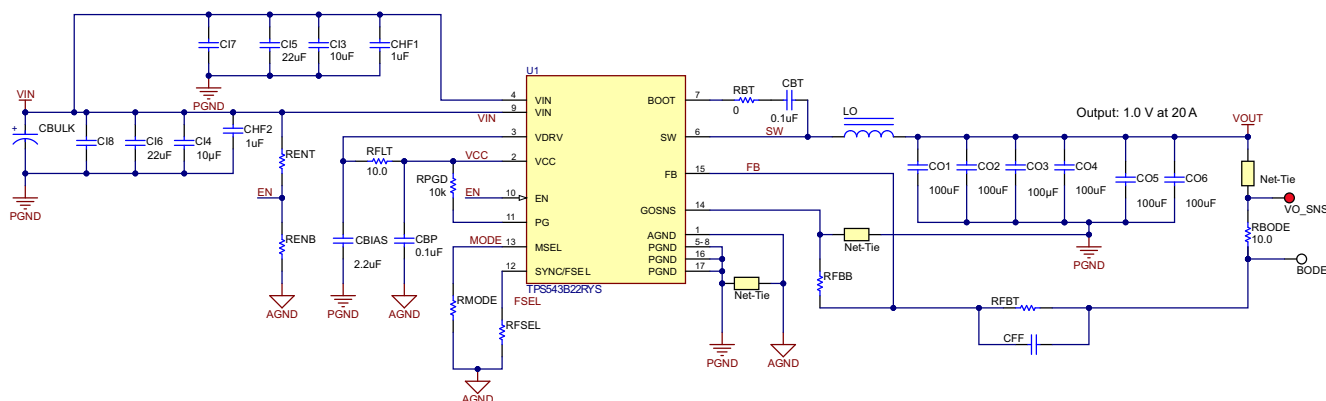 VIN
CBULK
PGND
CI8
CI6
22uF
CI4
10µF
CHF2
1uF
CI7
CI5
22uF
CI3
10uF
CHF1
1uF
PGND
RENT
EN
RENB
AGND
VIN
VCC
RFLT
10.0
RPGD
10k
EN
CBIAS
2.2uF
PGND
CBP
0.1uF
AGND
MODE
RMODE
FSEL
RFSEL
AGND
U1
4 VIN
9 VIN
3 VDRV
2 VCC
10 EN
11 PG
13 MSEL
12 SYNC/FSEL
TPS543B22RYS
BOOT 7
SW 6
FB 15
GOSNS 14
AGND 1
PGND 5-8
PGND 16
PGND 17
RBT
0
CBT
0.1uF
SW
FB
LO
Output: 1.0 V at 20 A
VOUT
CO1
100uF
CO2
100uF
CO3
100µF
CO4
100uF
CO5
100uF
CO6
100uF
PGND
Net-Tie
VO_SNS
RBODE
10.0
BODE
Net-Tie
RFBB
RFBT
CFF
Net-Tie
PGND
AGND